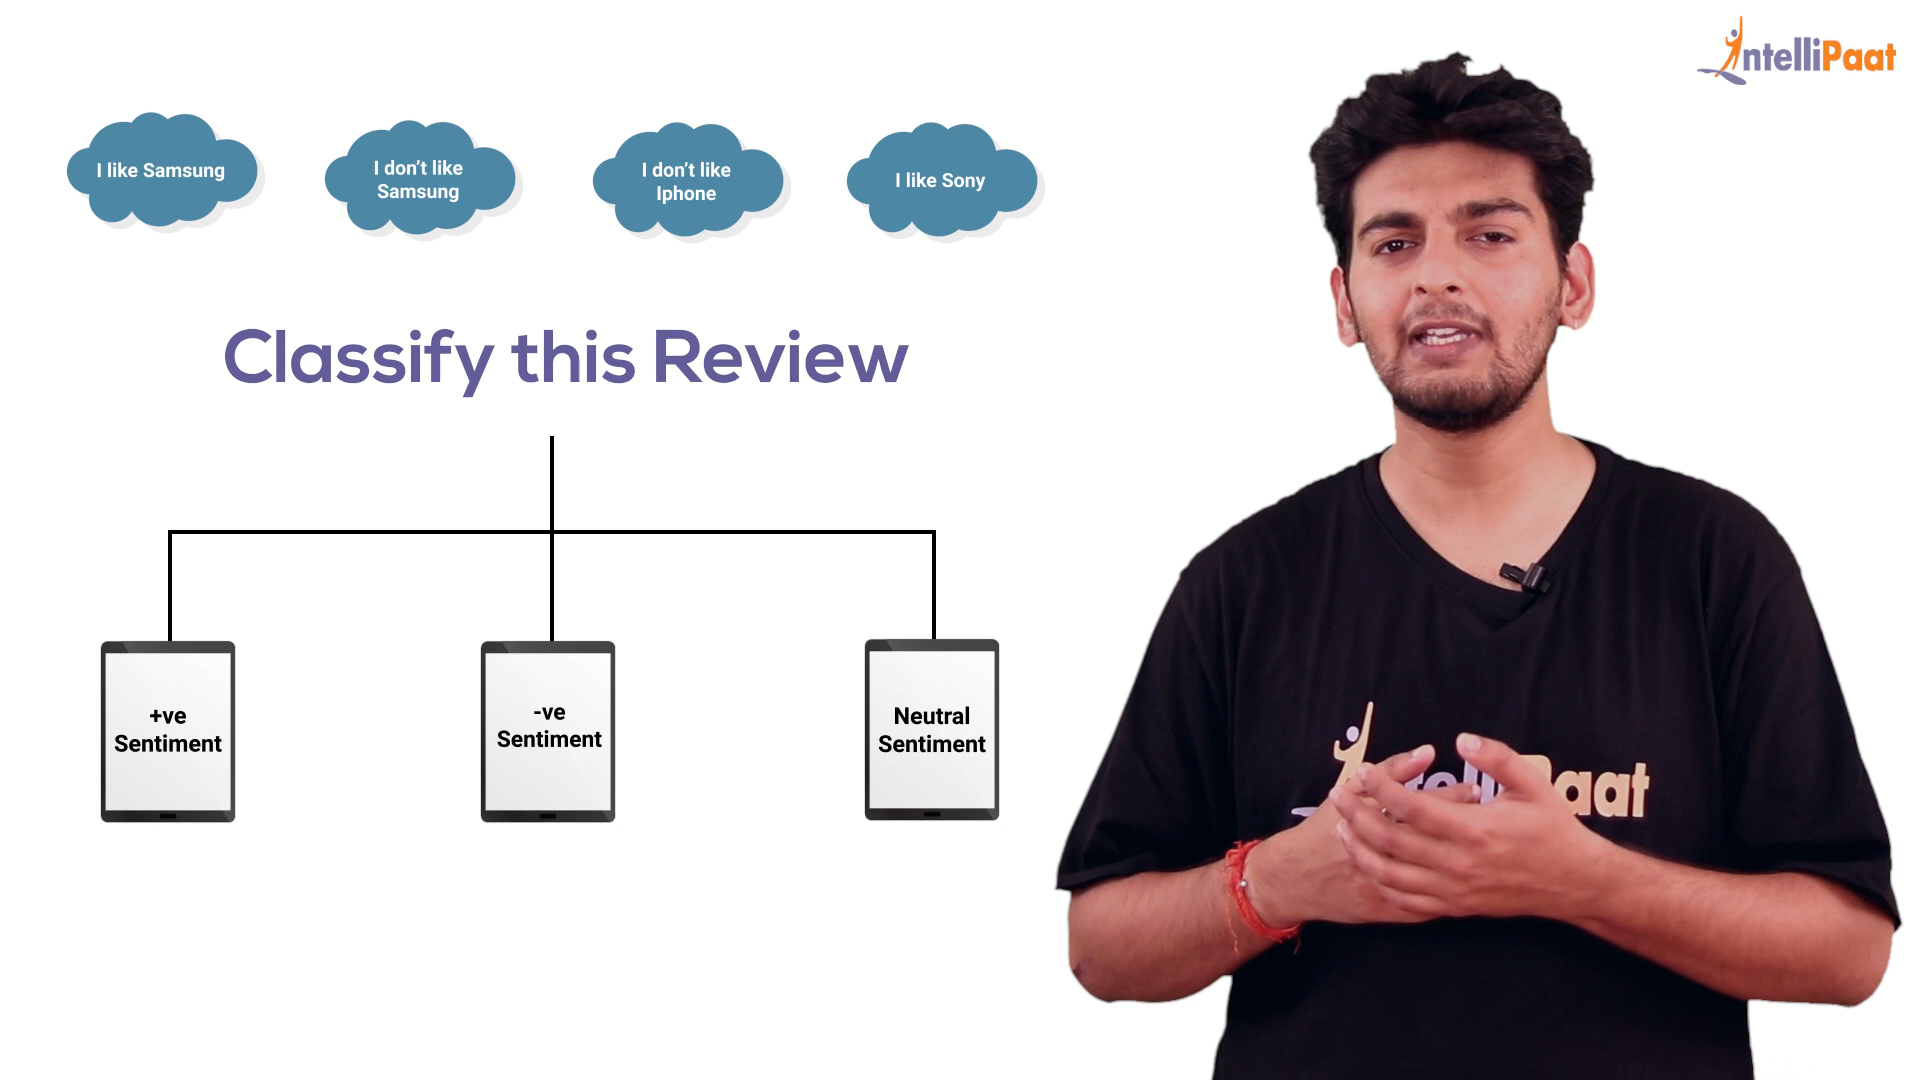 IntelliPaat
I like Samsung
I don't like
Samsung
I don't like
Iphone
I like Sony
Classify this Review
+ve
Sentiment
-ve
Sentiment
Neutral
Sentiment